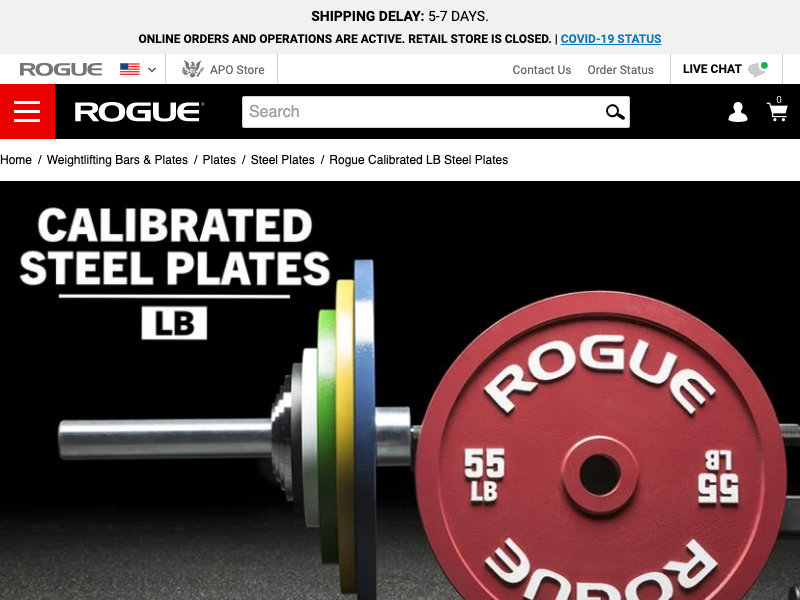 SHIPPING DELAY: 5-7 DAYS.
ONLINE ORDERS AND OPERATIONS ARE ACTIVE. RETAIL STORE IS CLOSED. | COVID-19 STATUS
ROGUE
APO Store
Contact Us
Order Status
LIVE CHAT
ROGUE
Search
0
Home / Weightlifting Bars & Plates / Plates / Steel Plates / Rogue Calibrated LB Steel Plates
CALIBRATED
STEEL PLATES
LB
ROGUE
55
LB
55
LB
ROGUE